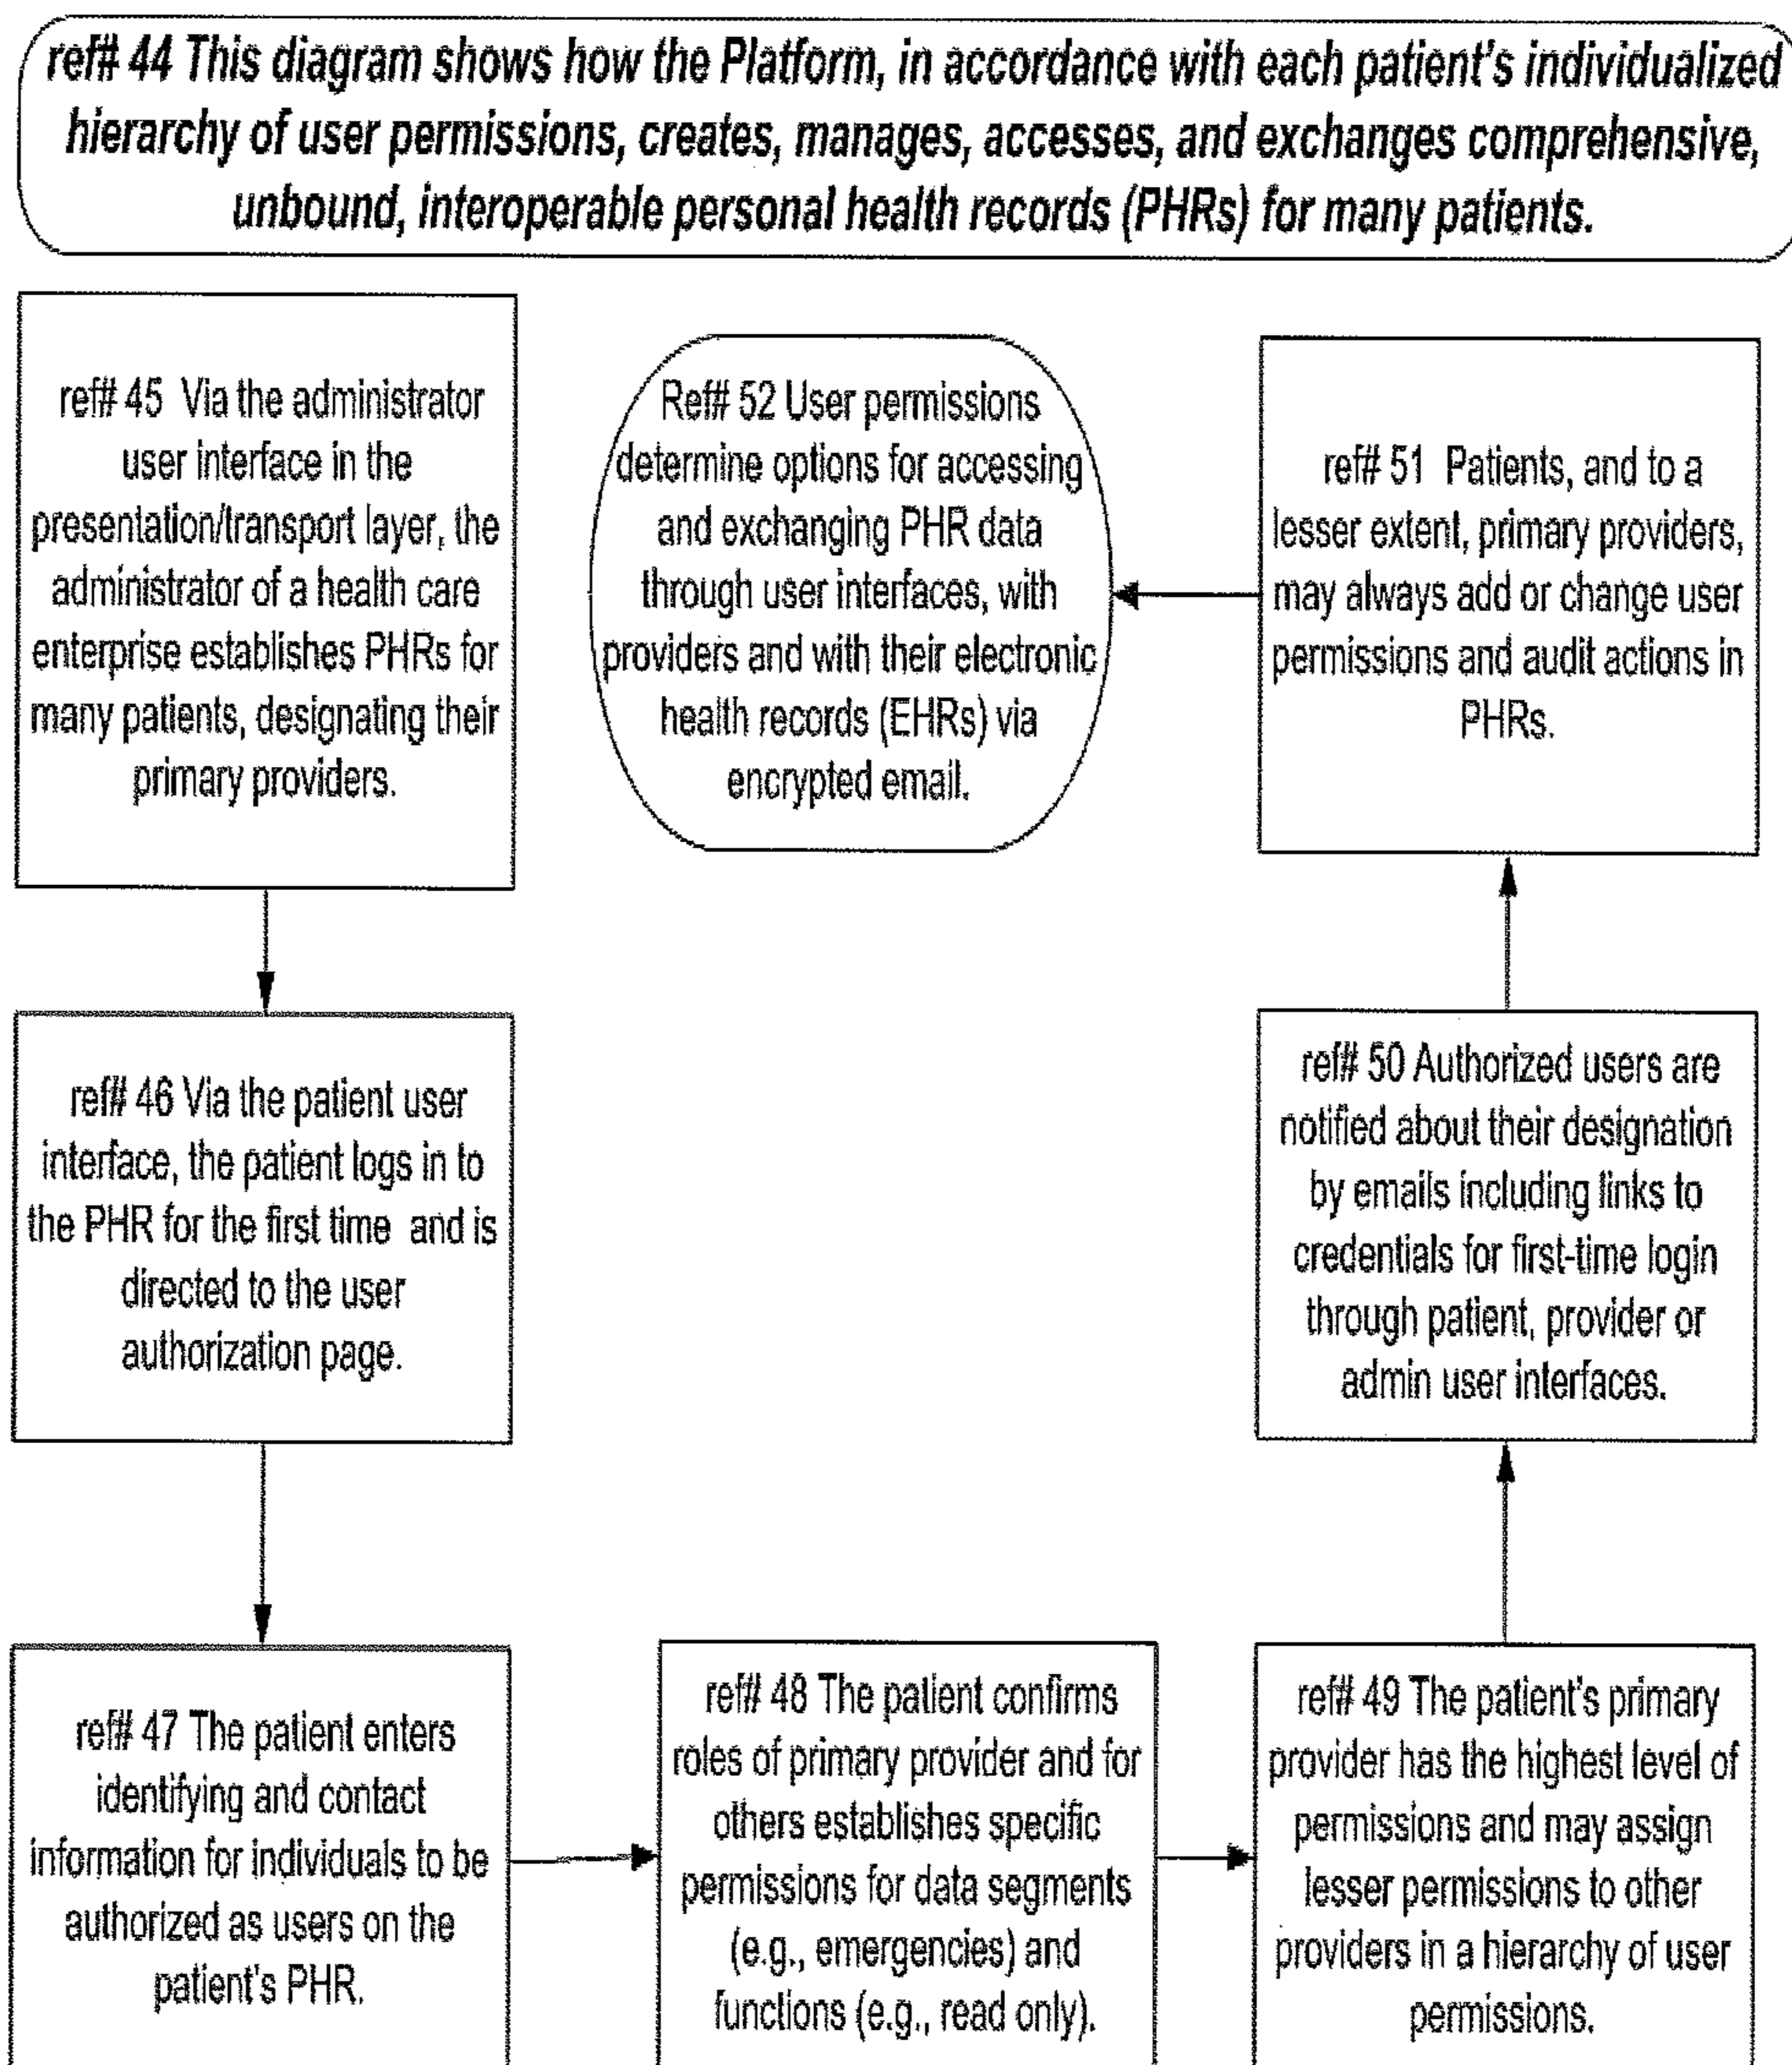 ref# 44 This diagram shows how the Platform, in accordance with each patient's individualized
hierarchy of user permissions, creates, manages, accesses, and exchanges comprehensive,
unbound, interoperable personal health records (PHRs) for many patients.
ref# 45 Via the administrator
user interface in the
presentation/transport layer, the
administrator of a health care
enterprise establishes PHRs for
many patients, designating their
primary providers.
ref# 46 Via the patient user
interface, the patient logs in to
the PHR for the first time and is
directed to the user
authorization page.
ref# 47 The patient enters
identifying and contact
information for individuals to be
authorized as users on the
patient's PHR.
ref# 48 The patient confirms
roles of primary provider and for
others establishes specific
permissions for data segments
(e.g., emergencies) and
functions (e.g., read only).
ref# 49 The patient's primary
provider has the highest level of
permissions and may assign
lesser permissions to other
providers in a hierarchy of user
permissions.
ref# 50 Authorized users are
notified about their designation
by emails including links to
credentials for first-time login
through patient, provider or
admin user interfaces.
ref# 51 Patients, and to a
lesser extent, primary providers,
may always add or change user
permissions and audit actions in
PHRs.
Ref# 52 User permissions
determine options for accessing
and exchanging PHR data
through user interfaces, with
providers and with their electronic
health records (EHRs) via
encrypted email.